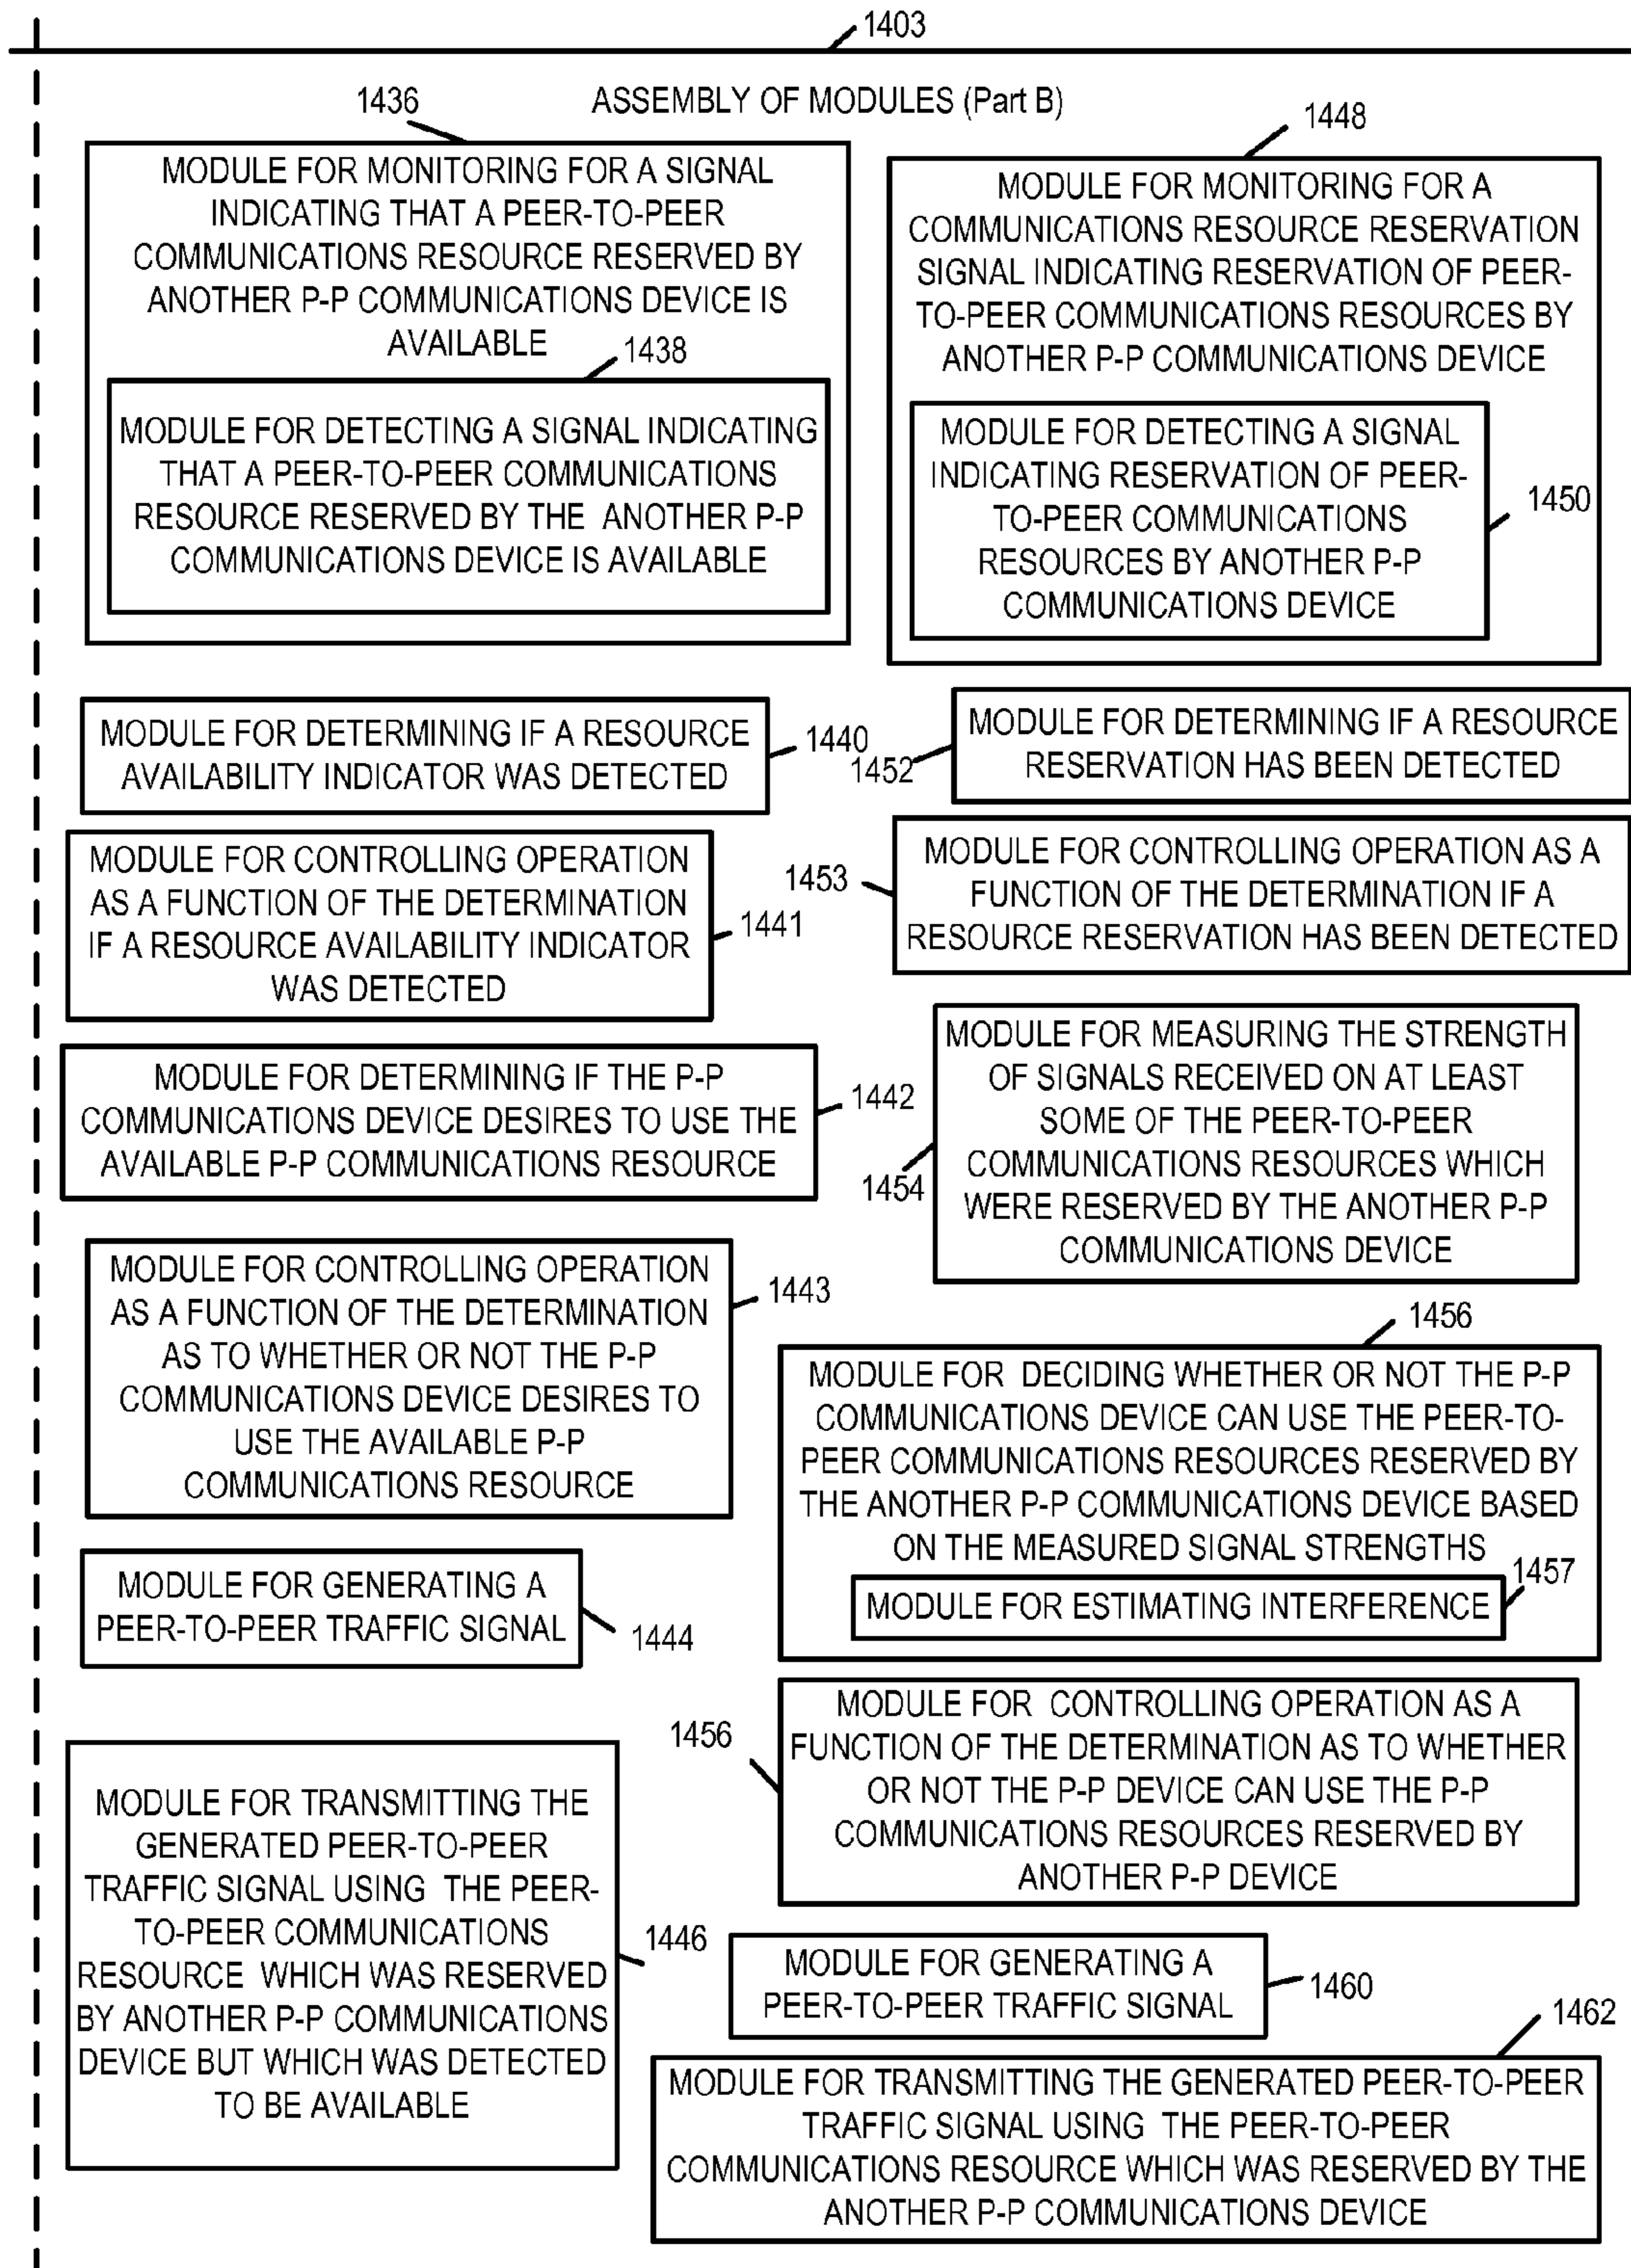 1403
ASSEMBLY OF MODULES (Part B)
1436
MODULE FOR MONITORING FOR A SIGNAL
INDICATING THAT A PEER-TO-PEER
COMMUNICATIONS RESOURCE RESERVED BY
ANOTHER P-P COMMUNICATIONS DEVICE IS
AVAILABLE
1438
MODULE FOR DETECTING A SIGNAL INDICATING
THAT A PEER-TO-PEER COMMUNICATIONS
RESOURCE RESERVED BY THE ANOTHER P-P
COMMUNICATIONS DEVICE IS AVAILABLE
MODULE FOR DETERMINING IF A RESOURCE
AVAILABILITY INDICATOR WAS DETECTED
1440
MODULE FOR CONTROLLING OPERATION
AS A FUNCTION OF THE DETERMINATION
IF A RESOURCE AVAILABILITY INDICATOR
WAS DETECTED
1441
MODULE FOR DETERMINING IF THE P-P
COMMUNICATIONS DEVICE DESIRES TO USE THE
AVAILABLE P-P COMMUNICATIONS RESOURCE
1442
MODULE FOR CONTROLLING OPERATION
AS A FUNCTION OF THE DETERMINATION
AS TO WHETHER OR NOT THE P-P
COMMUNICATIONS DEVICE DESIRES TO
USE THE AVAILABLE P-P
COMMUNICATIONS RESOURCE
1443
MODULE FOR GENERATING A
PEER-TO-PEER TRAFFIC SIGNAL
1444
MODULE FOR TRANSMITTING THE
GENERATED PEER-TO-PEER
TRAFFIC SIGNAL USING THE PEER-
TO-PEER COMMUNICATIONS
RESOURCE WHICH WAS RESERVED
BY ANOTHER P-P COMMUNICATIONS
DEVICE BUT WHICH WAS DETECTED
TO BE AVAILABLE
1446
1448
MODULE FOR MONITORING FOR A
COMMUNICATIONS RESOURCE RESERVATION
SIGNAL INDICATING RESERVATION OF PEER-
TO-PEER COMMUNICATIONS RESOURCES BY
ANOTHER P-P COMMUNICATIONS DEVICE
MODULE FOR DETECTING A SIGNAL
INDICATING RESERVATION OF PEER-
TO-PEER COMMUNICATIONS
RESOURCES BY ANOTHER P-P
COMMUNICATIONS DEVICE
1450
1452
MODULE FOR DETERMINING IF A RESOURCE
RESERVATION HAS BEEN DETECTED
1453
MODULE FOR CONTROLLING OPERATION AS A
FUNCTION OF THE DETERMINATION IF A
RESOURCE RESERVATION HAS BEEN DETECTED
1454
MODULE FOR MEASURING THE STRENGTH
OF SIGNALS RECEIVED ON AT LEAST
SOME OF THE PEER-TO-PEER
COMMUNICATIONS RESOURCES WHICH
WERE RESERVED BY THE ANOTHER P-P
COMMUNICATIONS DEVICE
1456
MODULE FOR DECIDING WHETHER OR NOT THE P-P
COMMUNICATIONS DEVICE CAN USE THE PEER-TO-
PEER COMMUNICATIONS RESOURCES RESERVED BY
THE ANOTHER P-P COMMUNICATIONS DEVICE BASED
ON THE MEASURED SIGNAL STRENGTHS
1457
MODULE FOR ESTIMATING INTERFERENCE
1456
MODULE FOR CONTROLLING OPERATION AS A
FUNCTION OF THE DETERMINATION AS TO WHETHER
OR NOT THE P-P DEVICE CAN USE THE P-P
COMMUNICATIONS RESOURCES RESERVED BY
ANOTHER P-P DEVICE
MODULE FOR GENERATING A
PEER-TO-PEER TRAFFIC SIGNAL
1460
1462
MODULE FOR TRANSMITTING THE GENERATED PEER-TO-PEER
TRAFFIC SIGNAL USING THE PEER-TO-PEER
COMMUNICATIONS RESOURCE WHICH WAS RESERVED BY THE
ANOTHER P-P COMMUNICATIONS DEVICE